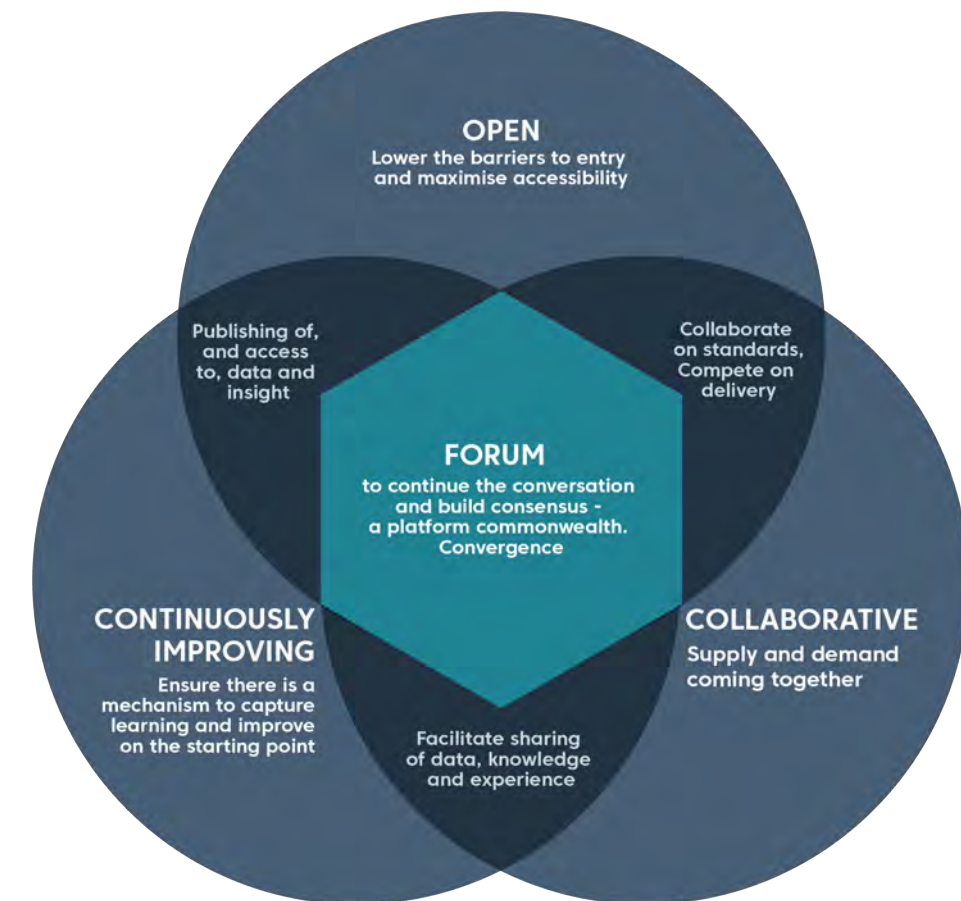 OPEN
Lower the barriers to entry
and maximise accessibility
Publishing of,
and access
to, data and
insight
Collaborate
on standards,
Compete on
delivery
FORUM
to continue the conversation
and build consensus -
a platform commonwealth.
Convergence
CONTINUOUSLY
IMPROVING
Ensure there is a
mechanism to capture
learning and improve
on the starting point
COLLABORATIVE
Supply and demand
coming together
Facilitate sharing
of data, knowledge
and experience